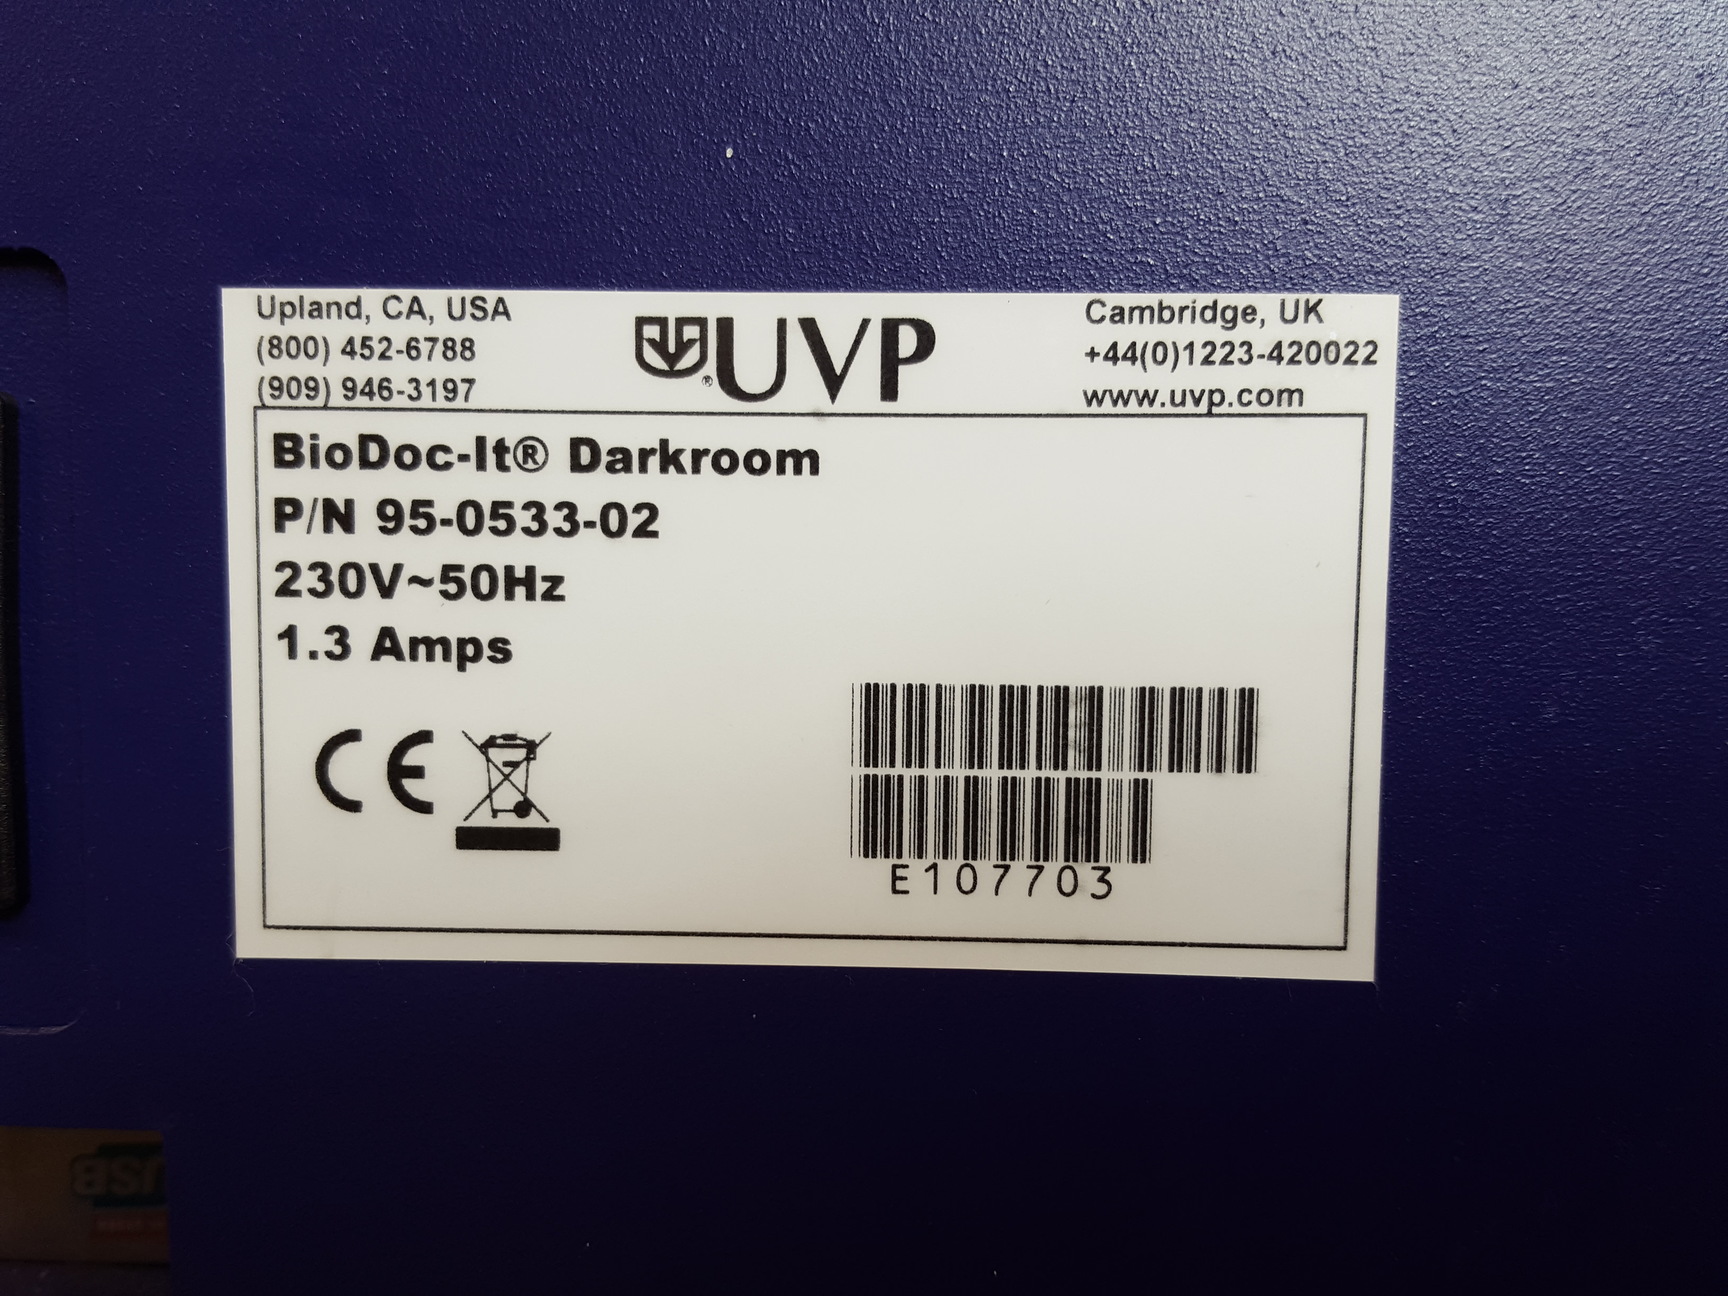 Upland, CA, USA
(800) 452-6788
(909) 946-3197
UVP®
Cambridge, UK
+44(0)1223-420022
www.uvp.com
BioDoc-It® Darkroom
P/N 95-0533-02
230V~50Hz
1.3 Amps
CE
E107703